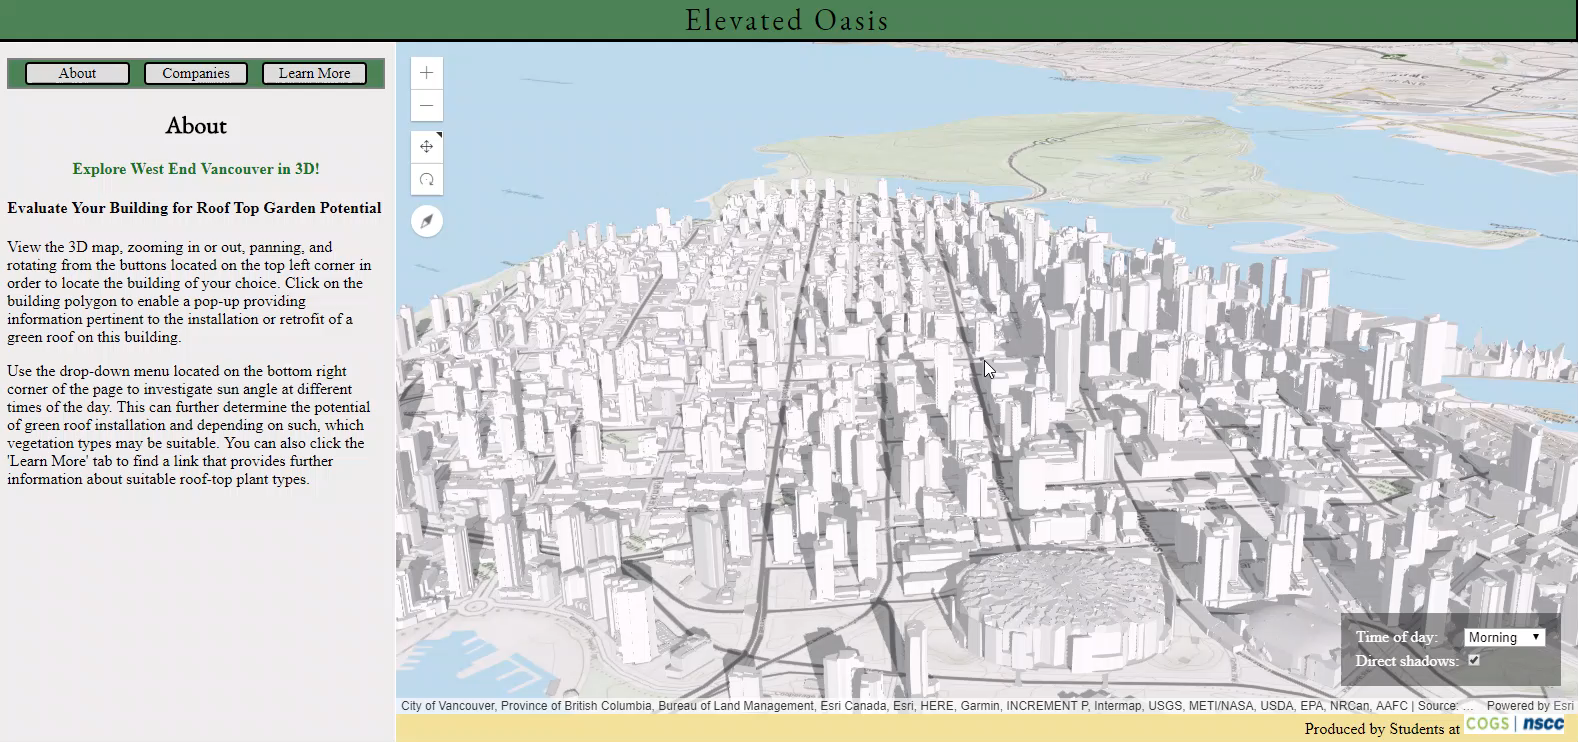 Elevated Oasis
About
Companies
Learn More
About
Explore West End Vancouver in 3D!
Evaluate Your Building for Roof Top Garden Potential
View the 3D map, zooming in or out, panning, and
rotating from the buttons located on the top left corner in
order to locate the building of your choice. Click on the
building polygon to enable a pop-up providing
information pertinent to the installation or retrofit of a
green roof on this building.
Use the drop-down menu located on the bottom right
corner of the page to investigate sun angle at different
times of the day. This can further determine the potential
of green roof installation and depending on such, which
vegetation types may be suitable. You can also click the
'Learn More' tab to find a link that provides further
information about suitable roof-top plant types.
Time of day: Morning
Direct shadows:
City of Vancouver, Province of British Columbia, Bureau of Land Management, Esri Canada, Esri, HERE, Garmin, INCREMENT P, Intermap, USGS, METI/NASA, USDA, EPA, NRCan, AAFC | Source: ... Powered by Esri
Produced by Students at COGS | nscc